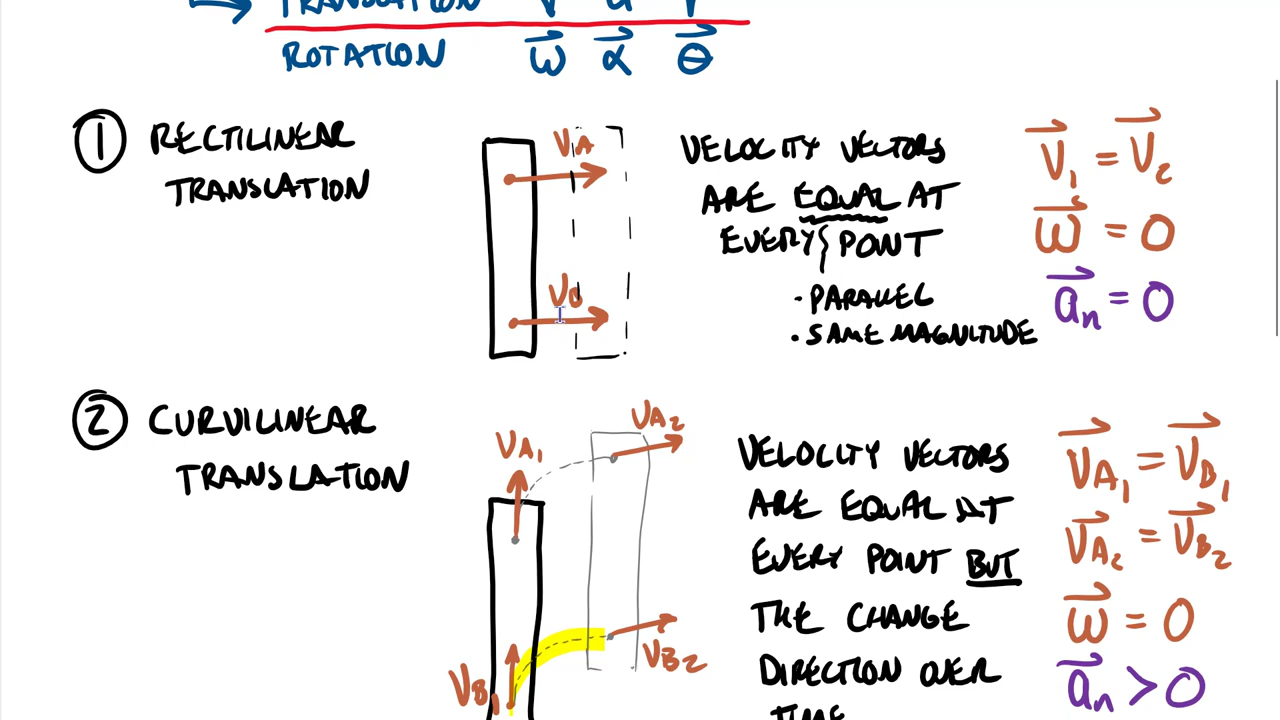 TRANSLATION
ROTATION ω α θ
1 RECTILINEAR
TRANSLATION
VA
VB
VELOCITY VECTORS
ARE EQUAL AT
EVERY POINT
· PARALLEL
· SAME MAGNITUDE
V1 = V2
ω = 0
an = 0
2 CURVILINEAR
TRANSLATION
VA1
VA2
VB1
VB2
VELOCITY VECTORS
ARE EQUAL AT
EVERY POINT BUT
THE CHANGE
DIRECTION OVER
TIME
VA1 = VB1
VA2 = VB2
ω = 0
an > 0